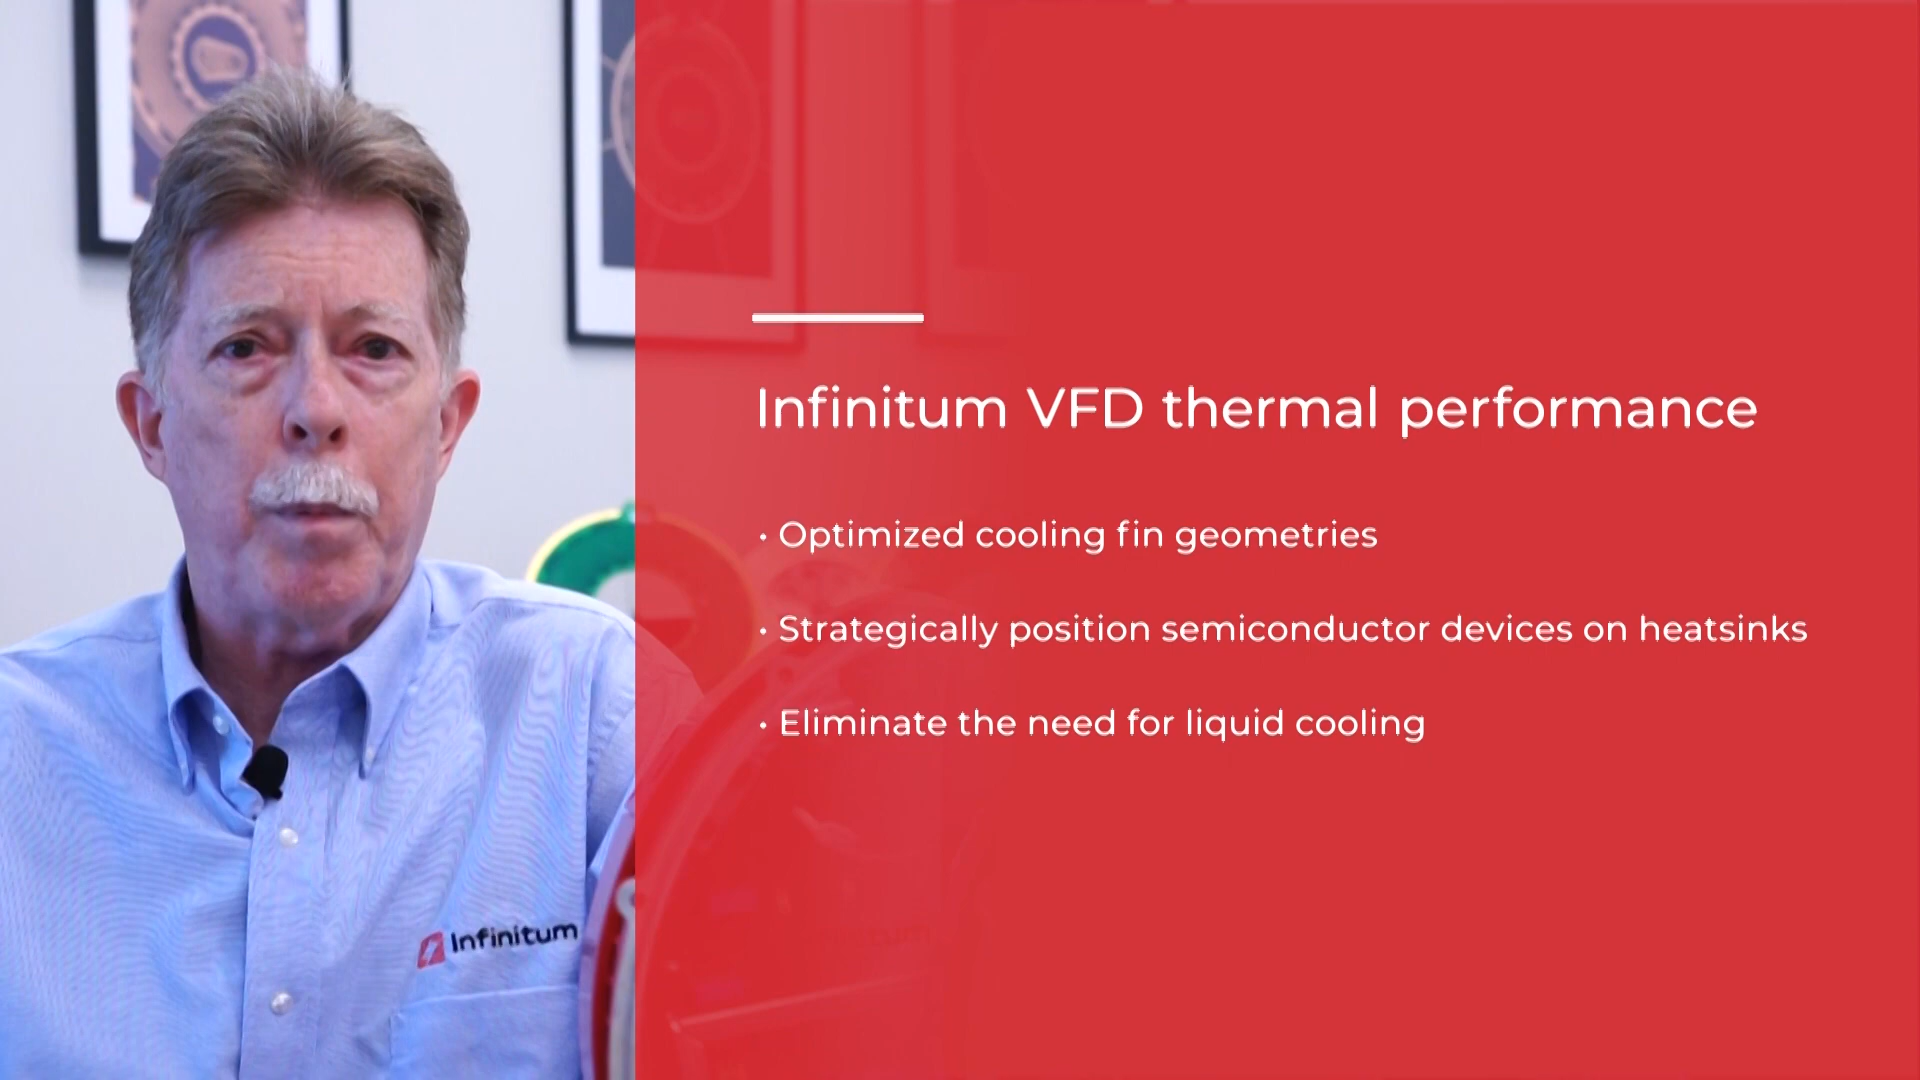 Infinitum VFD thermal performance
• Optimized cooling fin geometries
• Strategically position semiconductor devices on heatsinks
• Eliminate the need for liquid cooling
Infinitum